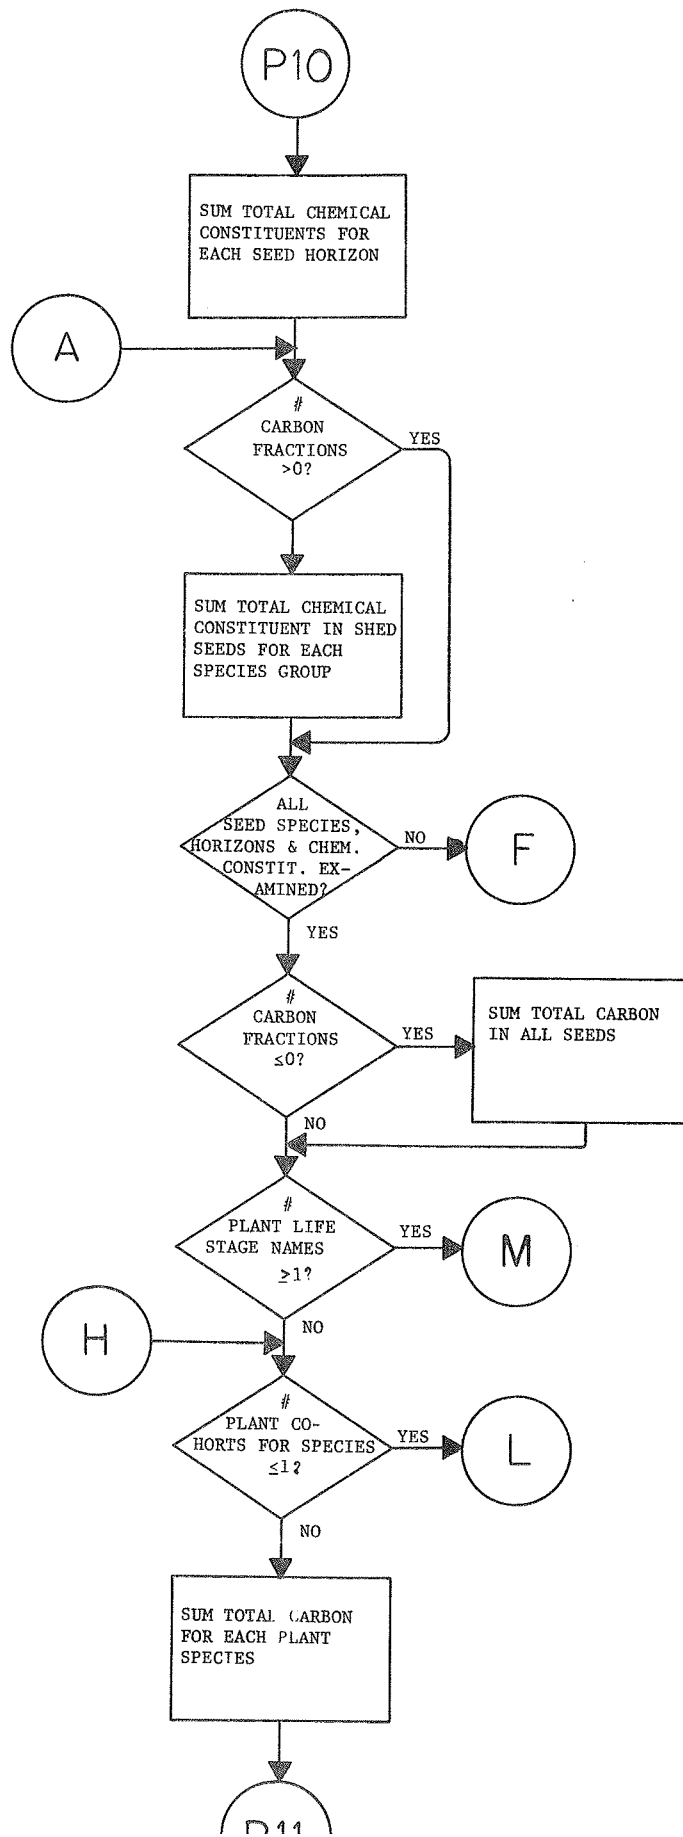 P10
SUM TOTAL CHEMICAL
CONSTITUENTS FOR
EACH SEED HORIZON
A
#
CARBON
FRACTIONS
>0?
YES
SUM TOTAL CHEMICAL
CONSTITUENT IN SHED
SEEDS FOR EACH
SPECIES GROUP
ALL
SEED SPECIES,
HORIZONS & CHEM.
CONSTIT. EX-
AMINED?
NO
F
YES
#
CARBON
FRACTIONS
≤0?
YES
SUM TOTAL CARBON
IN ALL SEEDS
NO
#
PLANT LIFE
STAGE NAMES
≥1?
YES
M
NO
H
#
PLANT CO-
HORTS FOR SPECIES
≤1?
YES
L
NO
SUM TOTAL CARBON
FOR EACH PLANT
SPECIES
P11